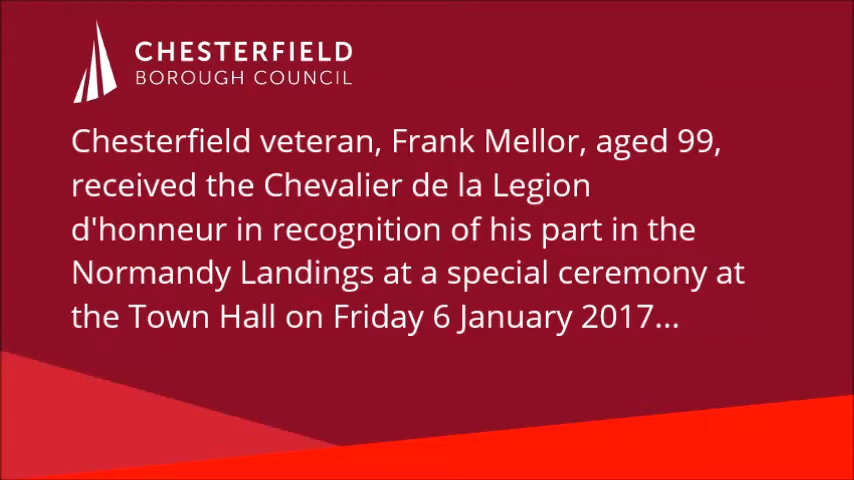 CHESTERFIELD
BOROUGH COUNCIL
Chesterfield veteran, Frank Mellor, aged 99,
received the Chevalier de la Legion
d'honneur in recognition of his part in the
Normandy Landings at a special ceremony at
the Town Hall on Friday 6 January 2017...